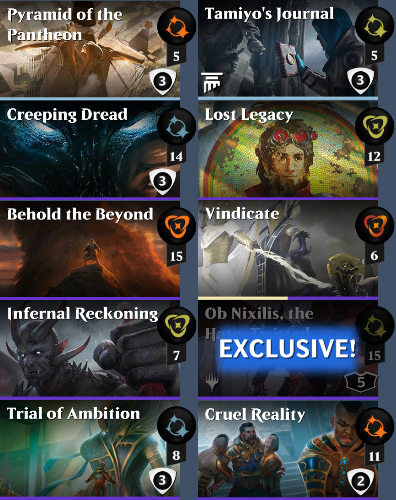 Pyramid of the
Pantheon
5
3
Tamiyo's Journal
5
3
Creeping Dread
14
3
Lost Legacy
12
Behold the Beyond
15
Vindicate
6
Infernal Reckoning
7
Ob Nixilis, the
EXCLUSIVE!
15
5
Trial of Ambition
8
3
Cruel Reality
11
2